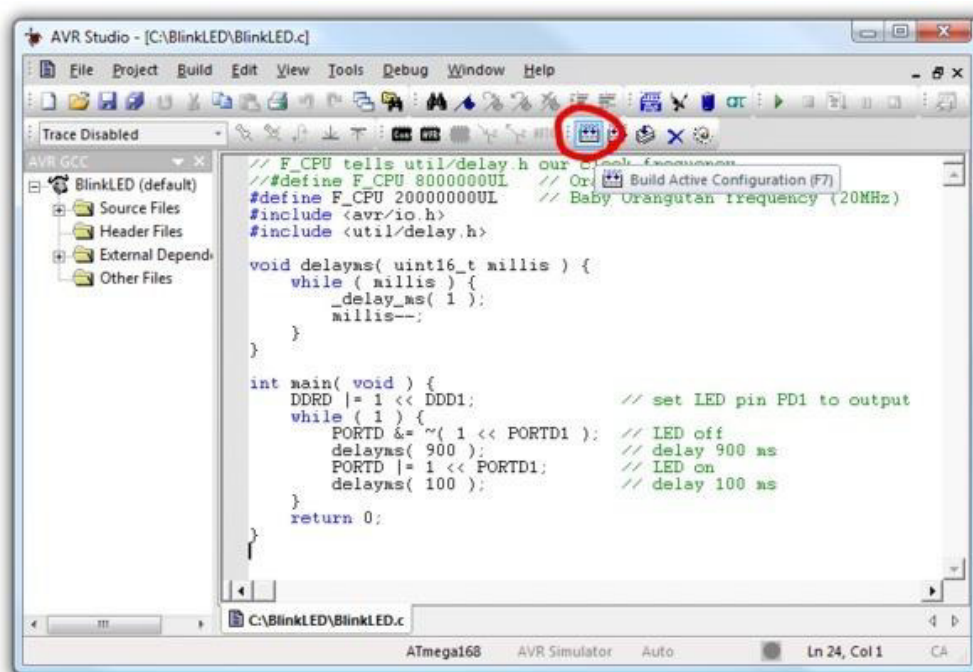 AVR Studio - [C:\BlinkLED\BlinkLED.c]
File Project Build Edit View Tools Debug Window Help
Trace Disabled
AVR GCC
BlinkLED (default)
Source Files
Header Files
External Depend
Other Files
// F_CPU tells util/delay.h our clock frequency
//#define F_CPU 8000000UL // Or
Build Active Configuration (F7)
#define F_CPU 20000000UL // Baby Orangutan frequency (20MHz)
#include <avr/io.h>
#include <util/delay.h>
void delayms( uint16_t millis ) {
while ( millis ) {
_delay_ms( 1 );
millis--;
}
}
int main( void ) {
DDRD |= 1 << DDD1; // set LED pin PD1 to output
while ( 1 ) {
PORTD &= ~( 1 << PORTD1 ); // LED off
delayms( 900 ); // delay 900 ms
PORTD |= 1 << PORTD1; // LED on
delayms( 100 ); // delay 100 ms
}
return 0;
}
C:\BlinkLED\BlinkLED.c
ATmega168 AVR Simulator Auto Ln 24, Col 1 CA